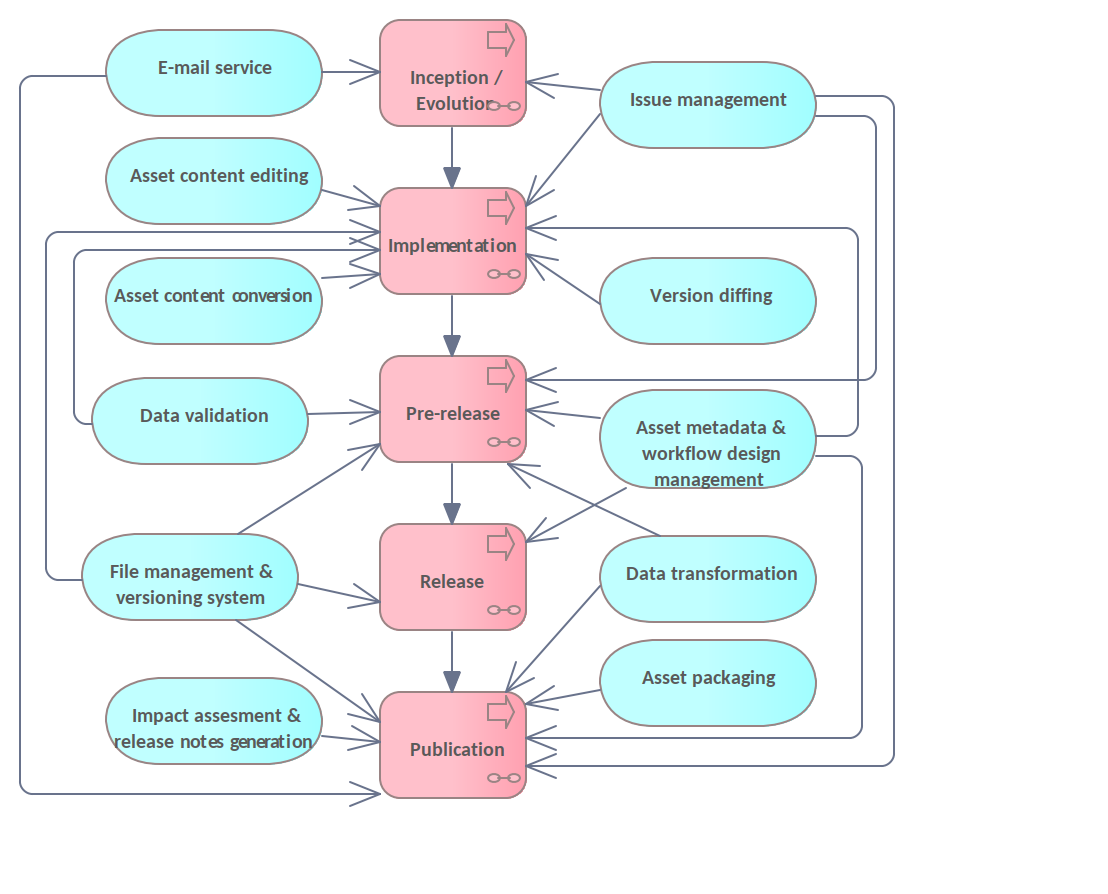 E-mail service
Inception /
Evolution
Issue management
Asset content editing
Implementation
Asset content conversion
Version diffing
Data validation
Pre-release
Asset metadata &
workflow design
management
File management &
versioning system
Release
Data transformation
Asset packaging
Impact assesment &
release notes generation
Publication